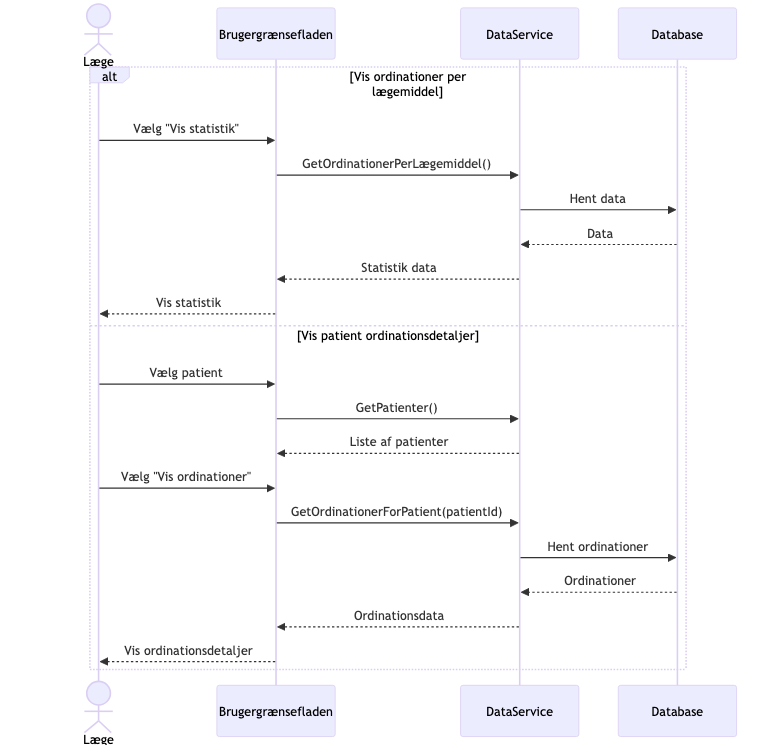 Læge
Brugergrænsefladen
DataService
Database
alt
[Vis ordinationer per
lægemiddel]
Vælg "Vis statistik"
GetOrdinationerPerLægemiddel()
Hent data
Data
Statistik data
Vis statistik
[Vis patient ordinationsdetaljer]
Vælg patient
GetPatienter()
Liste af patienter
Vælg "Vis ordinationer"
GetOrdinationerForPatient(patientId)
Hent ordinationer
Ordinationer
Ordinationsdata
Vis ordinationsdetaljer
Læge
Brugergrænsefladen
DataService
Database